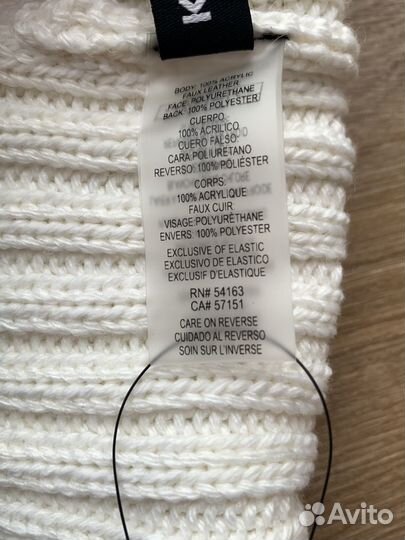 K
BODY: 100% ACRYLIC
FAUX LEATHER:
FACE: POLYURETHANE
BACK: 100% POLYESTER
CUERPO:
100% ACRILICO
CUERO FALSO:
CARA:POLIURETANO
REVERSO: 100% POLIÉSTER
CORPS:
100% ACRYLIQUE
FAUX CUIR:
VISAGE:POLYURÉTHANE
ENVERS: 100% POLYESTER
EXCLUSIVE OF ELASTIC
EXCLUSIVO DE ELASTICO
EXCLUSIF D'ELASTIQUE
RN# 54163
CA# 57151
CARE ON REVERSE
CUIDADO AL REVERSO
SOIN SUR L'INVERSE
Avito